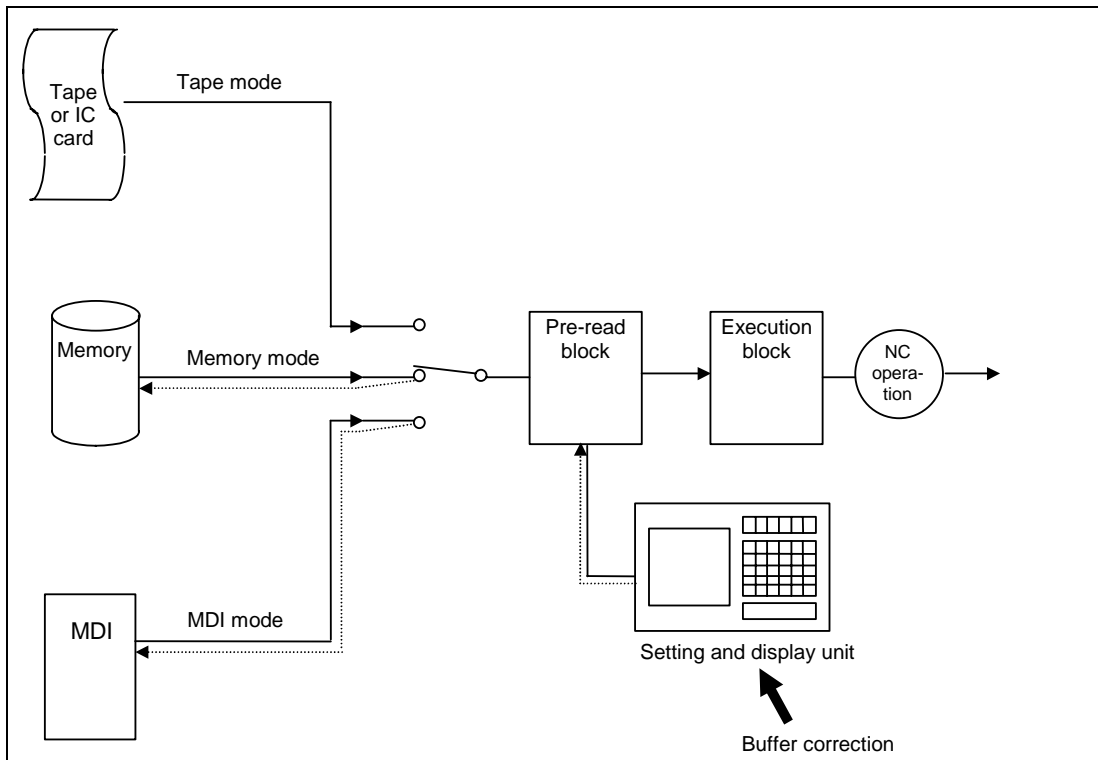 Tape
or IC
card
Tape mode
Memory
Memory mode
Pre-read
block
Execution
block
NC
opera-
tion
MDI
MDI mode
Setting and display unit
Buffer correction